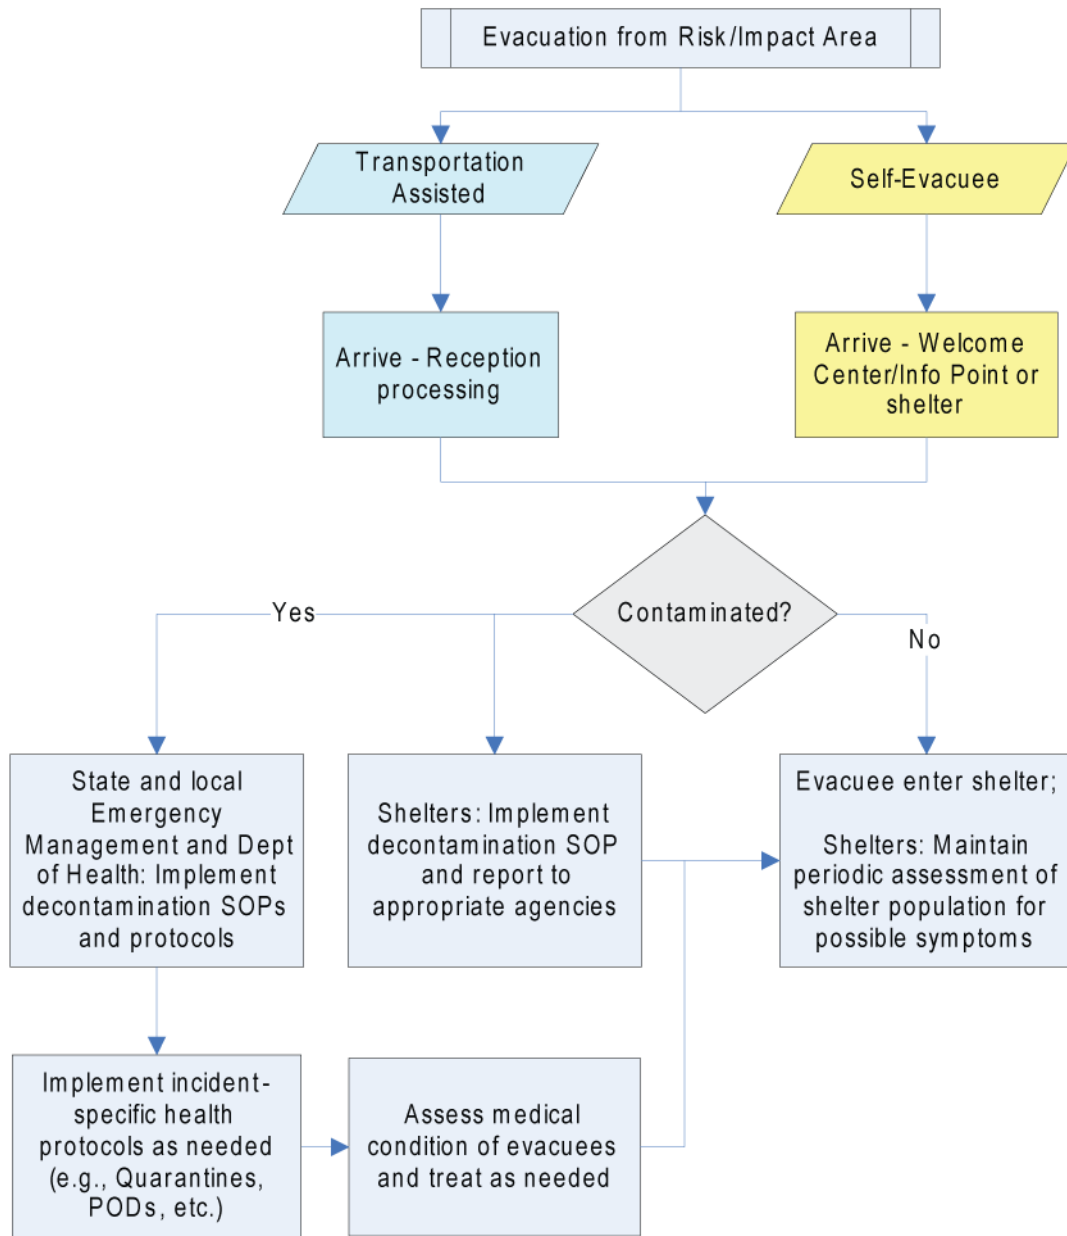 Evacuation from Risk/Impact Area
Transportation
Assisted
Self-Evacuee
Arrive - Reception
processing
Arrive - Welcome
Center/Info Point or
shelter
Contaminated?
Yes
No
State and local
Emergency
Management and Dept
of Health: Implement
decontamination SOPs
and protocols
Shelters: Implement
decontamination SOP
and report to
appropriate agencies
Evacuee enter shelter;
Shelters: Maintain
periodic assessment of
shelter population for
possible symptoms
Implement incident-
specific health
protocols as needed
(e.g., Quarantines,
PODs, etc.)
Assess medical
condition of evacuees
and treat as needed